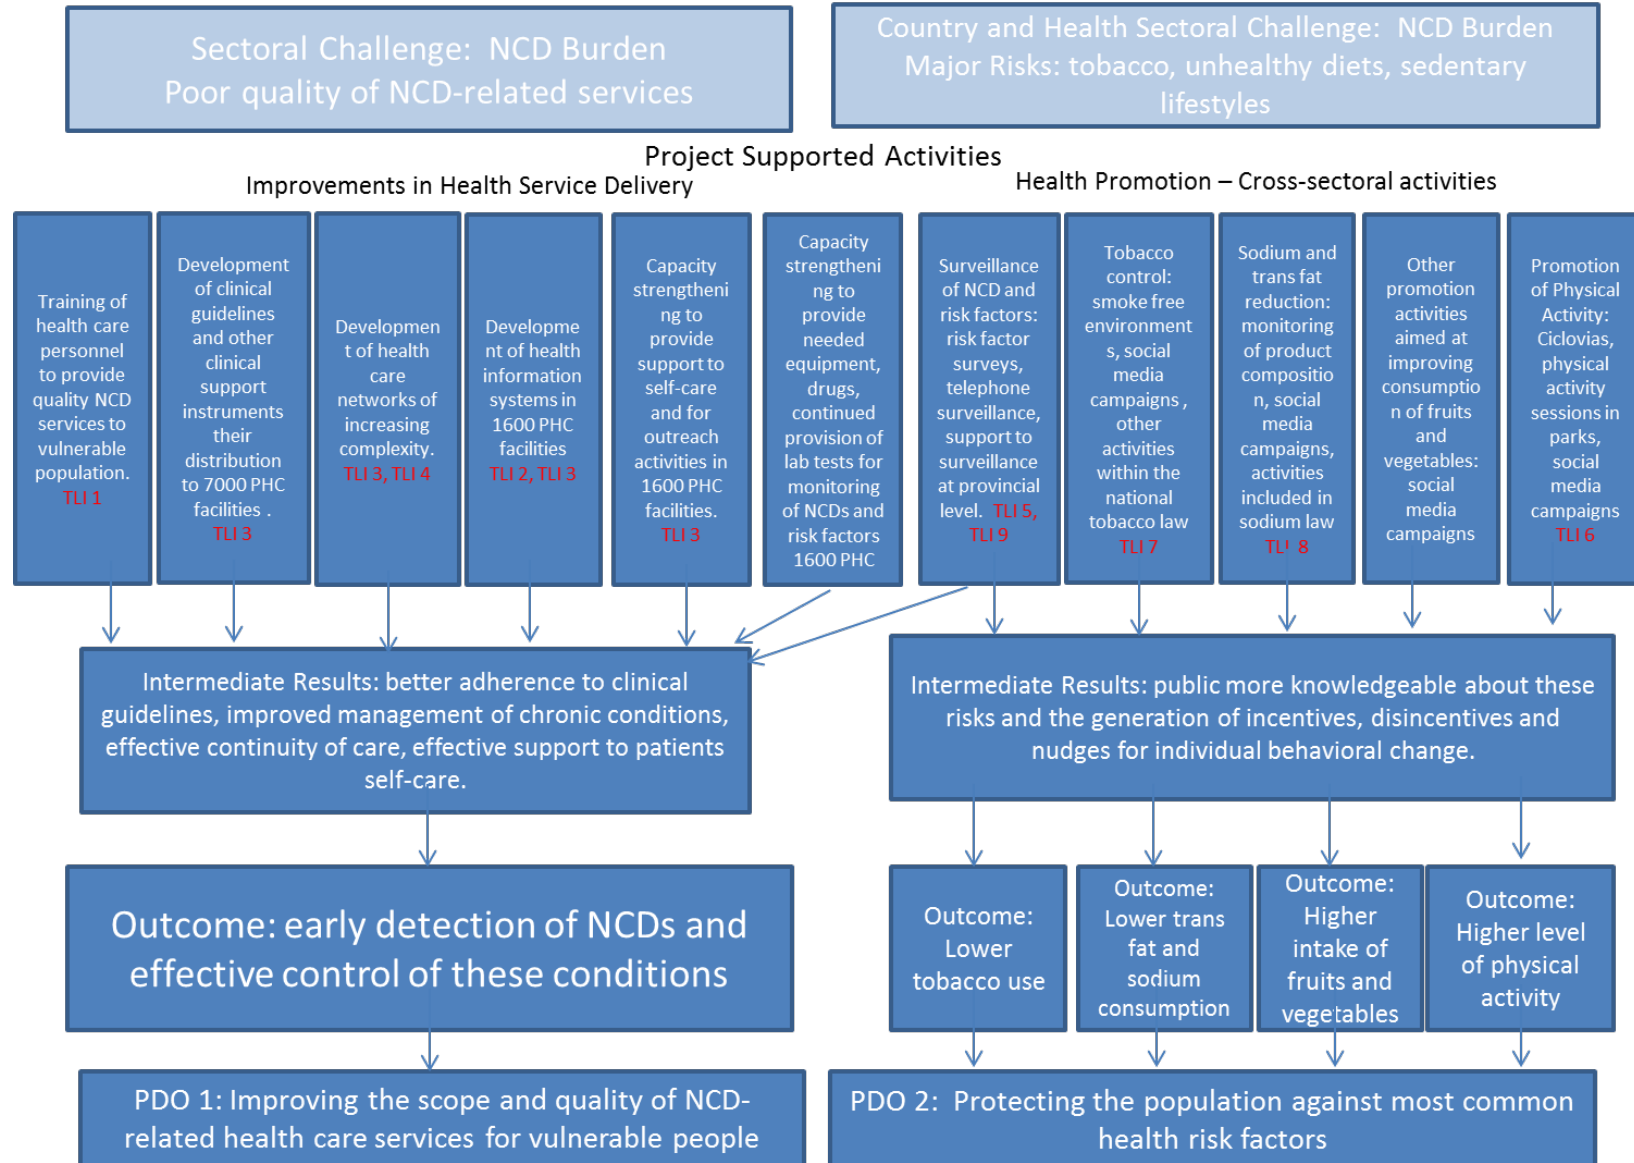 Sectoral Challenge: NCD Burden
Poor quality of NCD-related services
Country and Health Sectoral Challenge: NCD Burden
Major Risks: tobacco, unhealthy diets, sedentary
lifestyles
Project Supported Activities
Improvements in Health Service Delivery
Health Promotion – Cross-sectoral activities
Training of
health care
personnel
to provide
quality NCD
services to
vulnerable
population.
TLI 1
Development
of clinical
guidelines
and other
clinical
support
instruments
their
distribution
to 7000 PHC
facilities .
TLI 3
Developmen
t of health
care
networks of
increasing
complexity.
TLI 3, TLI 4
Developme
nt of health
information
systems in
1600 PHC
facilities
TLI 2, TLI 3
Capacity
strengtheni
ng to
provide
support to
self-care
and for
outreach
activities in
1600 PHC
facilities.
TLI 3
Capacity
strengtheni
ng to
provide
needed
equipment,
drugs,
continued
provision of
lab tests for
monitoring
of NCDs and
risk factors
1600 PHC
Surveillance
of NCD and
risk factors:
risk factor
surveys,
telephone
surveillance,
support to
surveillance
at provincial
level. TLI 5,
TLI 9
Tobacco
control:
smoke free
environment
s, social
media
campaigns ,
other
activities
within the
national
tobacco law
TLI 7
Sodium and
trans fat
reduction:
monitoring
of product
compositio
n, social
media
campaigns,
activities
included in
sodium law
TLI 8
Other
promotion
activities
aimed at
improving
consumptio
n of fruits
and
vegetables:
social
media
campaigns
Promotion
of Physical
Activity:
Ciclovias,
physical
activity
sessions in
parks,
social
media
campaigns
TLI 6
Intermediate Results: better adherence to clinical
guidelines, improved management of chronic conditions,
effective continuity of care, effective support to patients
self-care.
Intermediate Results: public more knowledgeable about these
risks and the generation of incentives, disincentives and
nudges for individual behavioral change.
Outcome: early detection of NCDs and
effective control of these conditions
Outcome:
Lower
tobacco use
Outcome:
Lower trans
fat and
sodium
consumption
Outcome:
Higher
intake of
fruits and
vegetables
Outcome:
Higher level
of physical
activity
PDO 1: Improving the scope and quality of NCD-
related health care services for vulnerable people
PDO 2: Protecting the population against most common
health risk factors